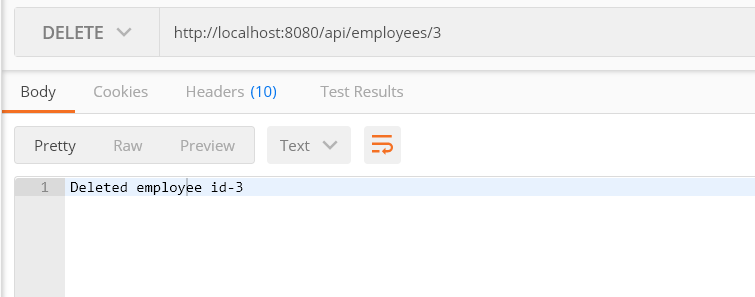 DELETE http://localhost:8080/api/employees/3
Body Cookies Headers (10) Test Results
Pretty Raw Preview Text
1 Deleted employee id-3